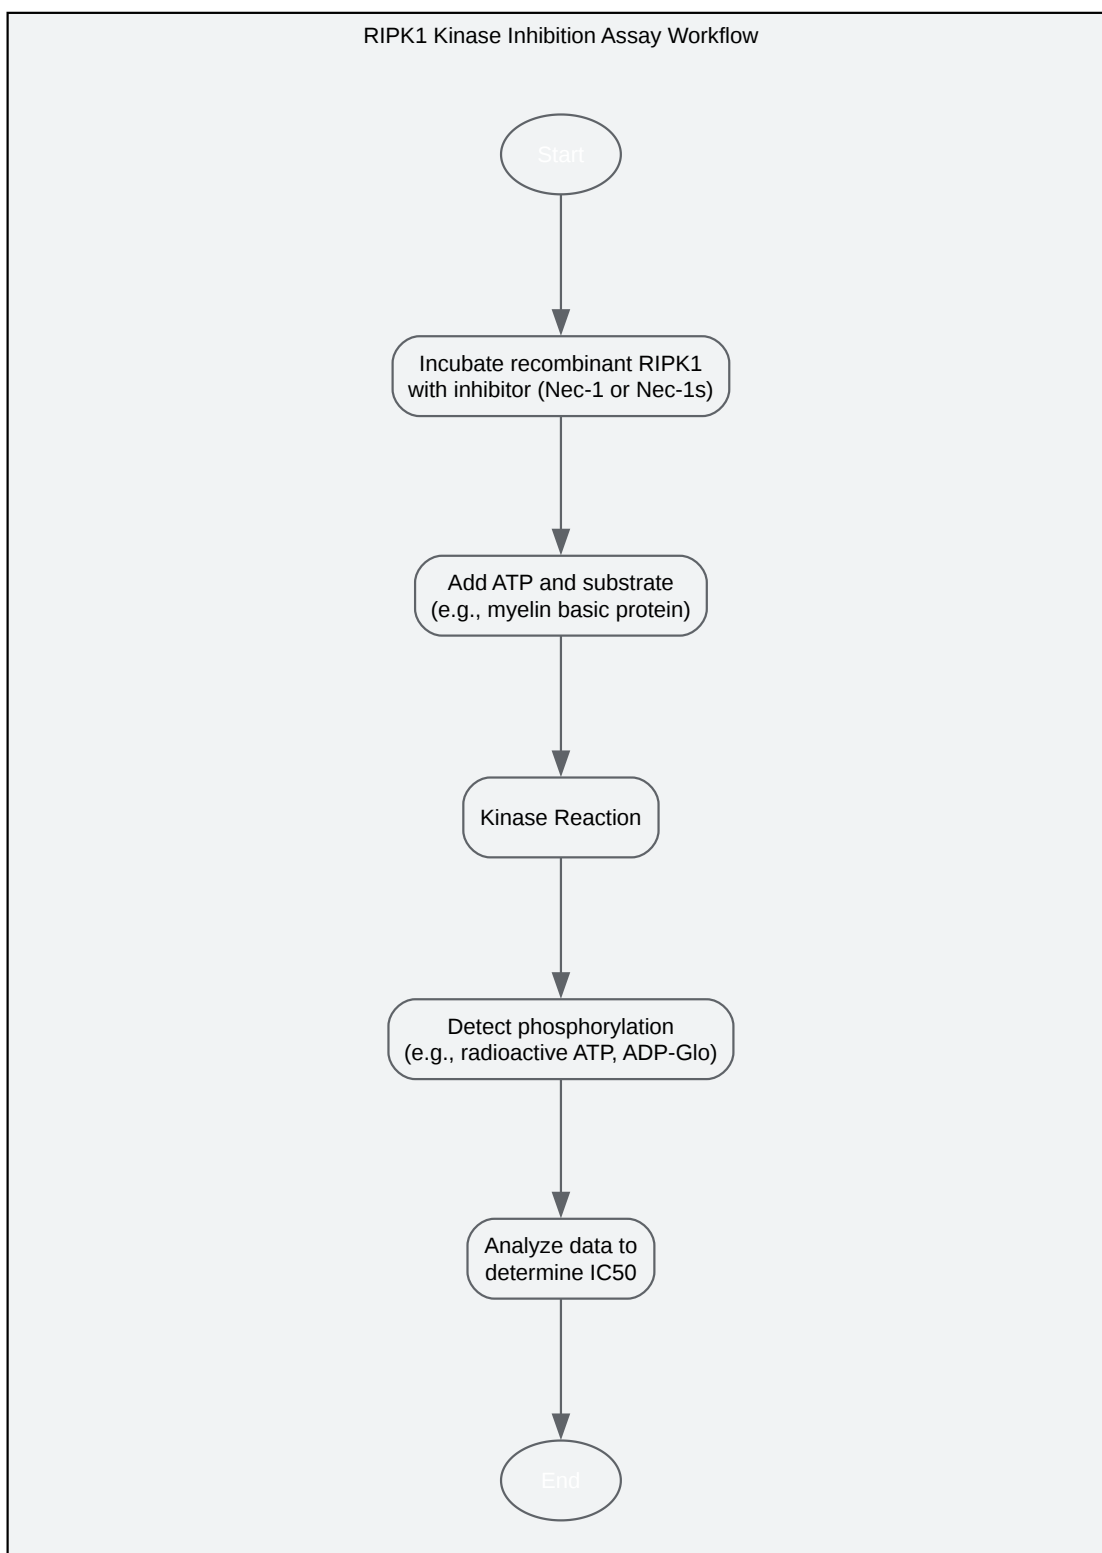 RIPK1 Kinase Inhibition Assay Workflow
Start
Incubate recombinant RIPK1
with inhibitor (Nec-1 or Nec-1s)
Add ATP and substrate
(e.g., myelin basic protein)
Kinase Reaction
Detect phosphorylation
(e.g., radioactive ATP, ADP-Glo)
Analyze data to
determine IC50
End